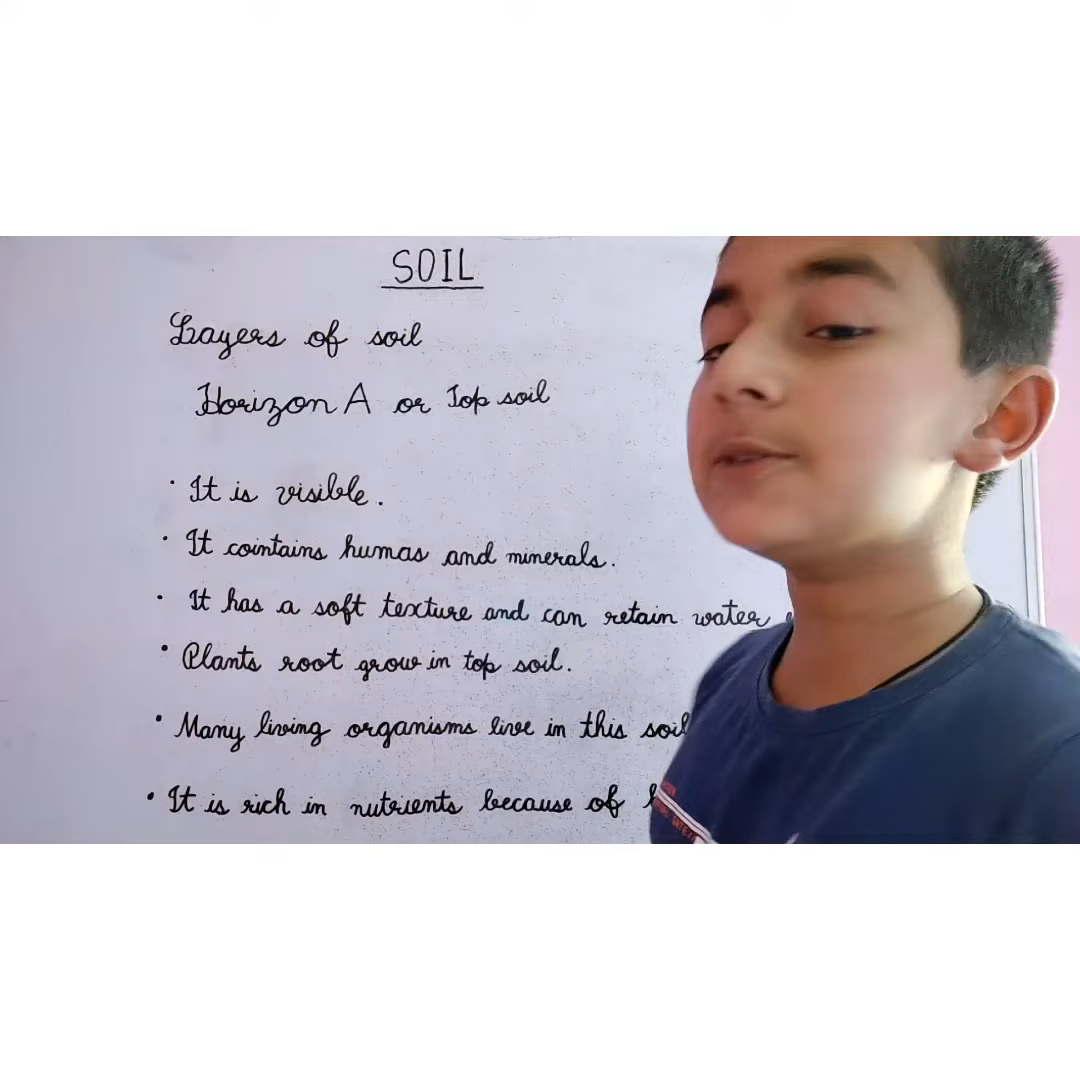 SOIL
Layers of soil
Horizon A or Top soil
• It is visible.
• It cointains humas and minerals.
• It has a soft texture and can retain water
• Plants root grow in top soil.
• Many living organisms live in this soil
• It is rich in nutrients because of